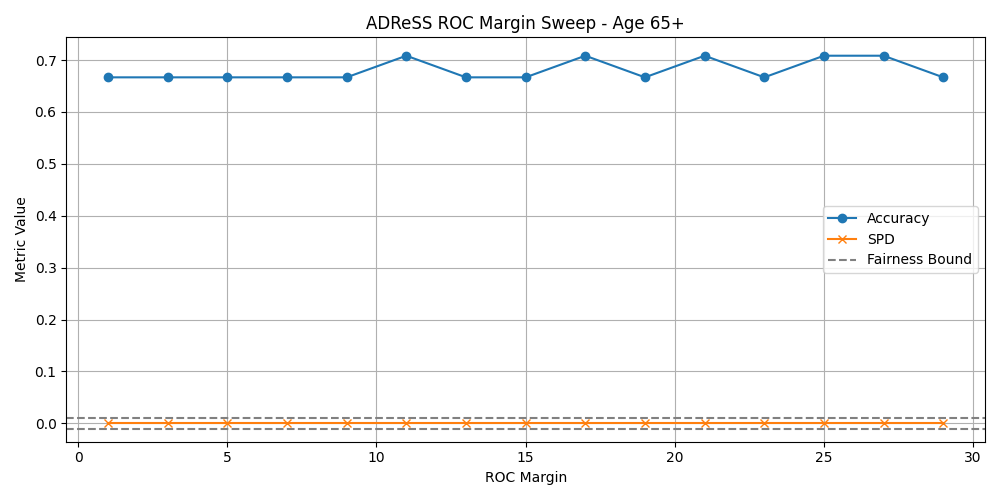 ADReSS ROC Margin Sweep - Age 65+
Metric Value
0.7
0.6
0.5
0.4
0.3
0.2
0.1
0.0
Accuracy
SPD
Fairness Bound
0 5 10 15 20 25 30
ROC Margin